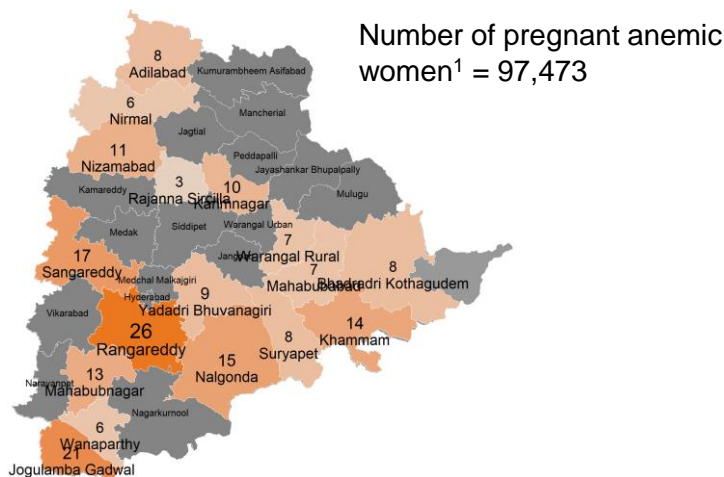 Number of pregnant anemic
women¹ = 97,473
8
Adilabad
Kumurambheem Asifabad
6
Nirmal
Mancherial
Jagtial
11
Nizamabad
Peddapalli
Jayashankar Bhupalpally
3
Rajanna Sircilla
10
Karimnagar
Kamareddy
Mulugu
Medak
Siddipet
Warangal Urban
7
Warangal Rural
Jangaon
17
Sangareddy
Medchal Malkajgiri
7
Mahabubabad
8
Bhadradri Kothagudem
Hyderabad
9
Yadadri Bhuvanagiri
Vikarabad
26
Rangareddy
8
Suryapet
14
Khammam
15
Nalgonda
Narayanpet
13
Mahabubnagar
Nagarkurnool
6
Wanaparthy
21
Jogulamba Gadwal